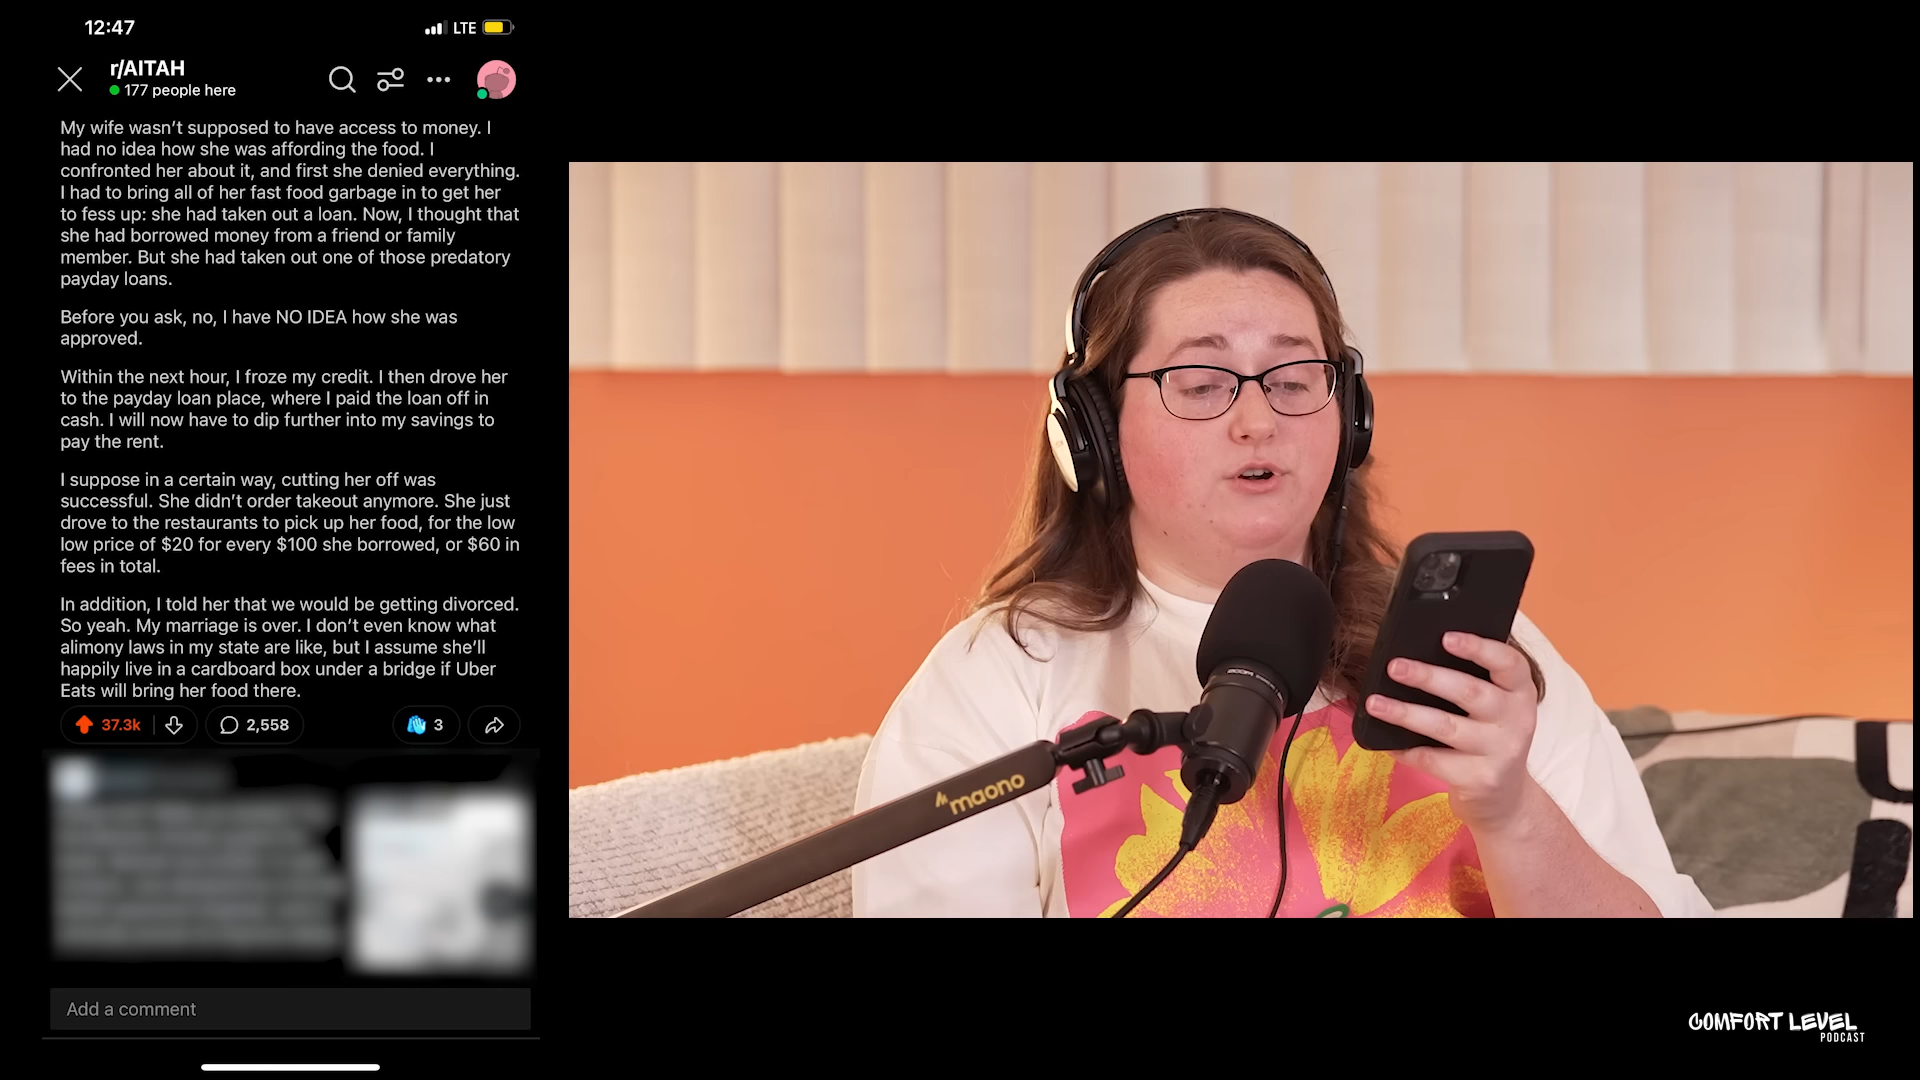 12:47
LTE
r/AITAH
177 people here
My wife wasn't supposed to have access to money. I
had no idea how she was affording the food. I
confronted her about it, and first she denied everything.
I had to bring all of her fast food garbage in to get her
to fess up: she had taken out a loan. Now, I thought that
she had borrowed money from a friend or family
member. But she had taken out one of those predatory
payday loans.
Before you ask, no, I have NO IDEA how she was
approved.
Within the next hour, I froze my credit. I then drove her
to the payday loan place, where I paid the loan off in
cash. I will now have to dip further into my savings to
pay the rent.
I suppose in a certain way, cutting her off was
successful. She didn't order takeout anymore. She just
drove to the restaurants to pick up her food, for the low
low price of $20 for every $100 she borrowed, or $60 in
fees in total.
In addition, I told her that we would be getting divorced.
So yeah. My marriage is over. I don't even know what
alimony laws in my state are like, but I assume she'll
happily live in a cardboard box under a bridge if Uber
Eats will bring her food there.
37.3k
2,558
3
Add a comment
maono
COMFORT LEVEL
PODCAST